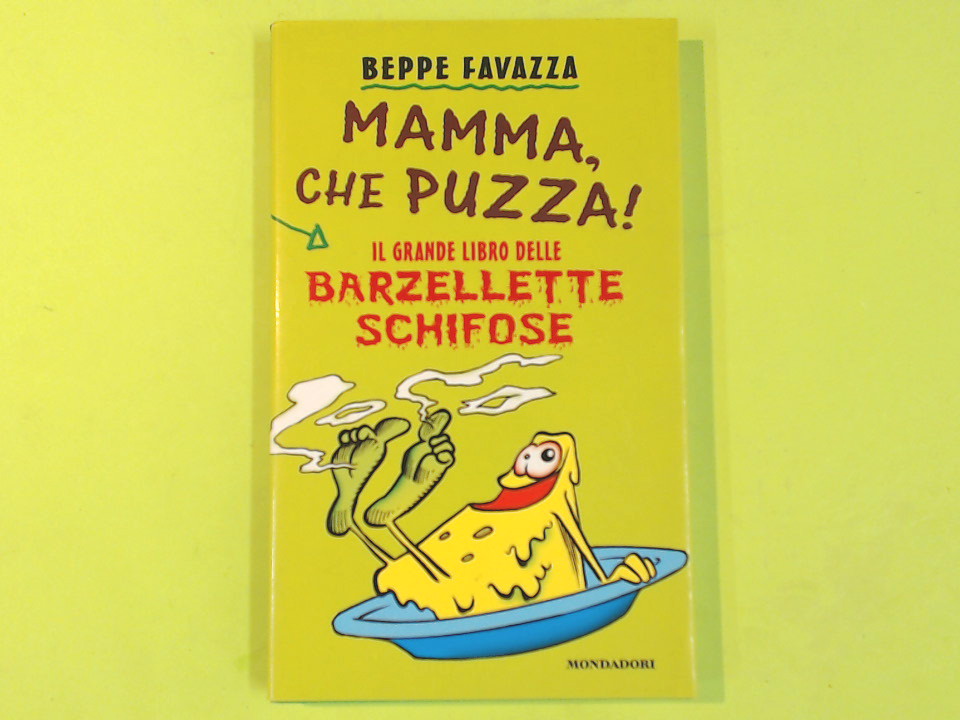 BEPPE FAVAZZA
MAMMA,
CHE PUZZA!
IL GRANDE LIBRO DELLE
BARZELLETTE
SCHIFOSE
MONDADORI